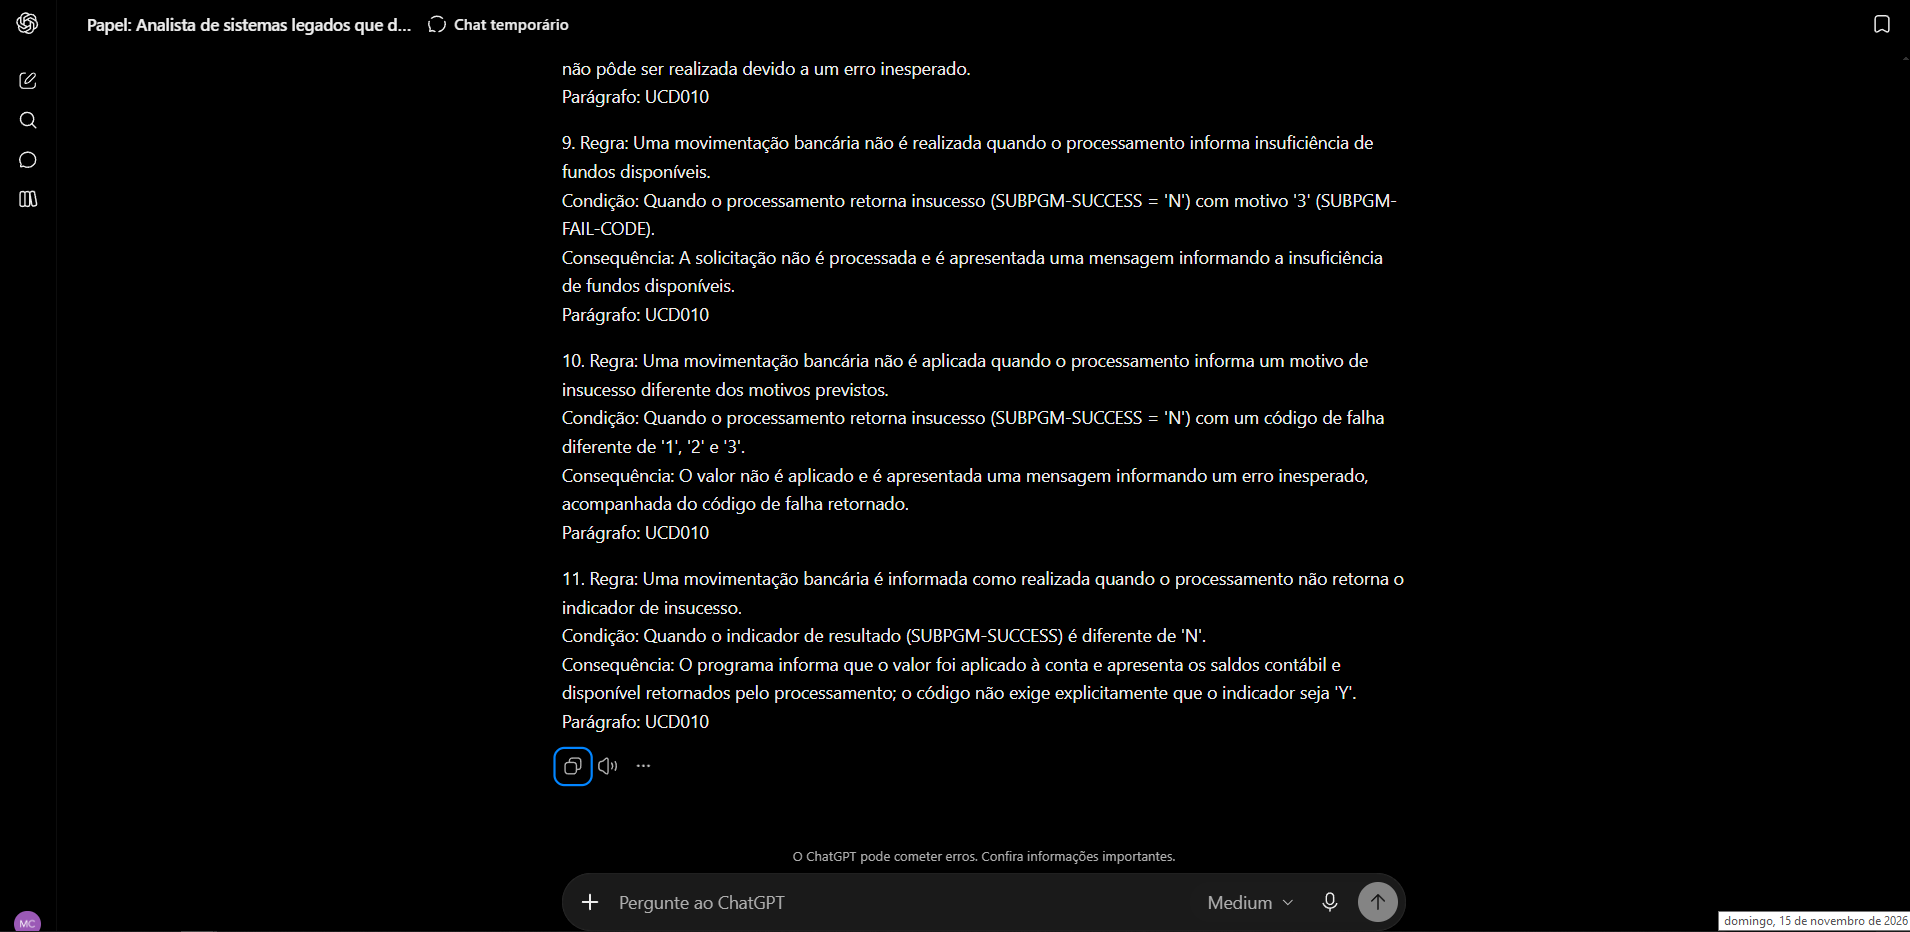 Papel: Analista de sistemas legados que d...
Chat temporário
não pôde ser realizada devido a um erro inesperado.
Parágrafo: UCD010
9. Regra: Uma movimentação bancária não é realizada quando o processamento informa insuficiência de
fundos disponíveis.
Condição: Quando o processamento retorna insucesso (SUBPGM-SUCCESS = 'N') com motivo '3' (SUBPGM-
FAIL-CODE).
Consequência: A solicitação não é processada e é apresentada uma mensagem informando a insuficiência
de fundos disponíveis.
Parágrafo: UCD010
10. Regra: Uma movimentação bancária não é aplicada quando o processamento informa um motivo de
insucesso diferente dos motivos previstos.
Condição: Quando o processamento retorna insucesso (SUBPGM-SUCCESS = 'N') com um código de falha
diferente de '1', '2' e '3'.
Consequência: O valor não é aplicado e é apresentada uma mensagem informando um erro inesperado,
acompanhada do código de falha retornado.
Parágrafo: UCD010
11. Regra: Uma movimentação bancária é informada como realizada quando o processamento não retorna o
indicador de insucesso.
Condição: Quando o indicador de resultado (SUBPGM-SUCCESS) é diferente de 'N'.
Consequência: O programa informa que o valor foi aplicado à conta e apresenta os saldos contábil e
disponível retornados pelo processamento; o código não exige explicitamente que o indicador seja 'Y'.
Parágrafo: UCD010
O ChatGPT pode cometer erros. Confira informações importantes.
Pergunte ao ChatGPT
Medium
MC
domingo, 15 de novembro de 2026